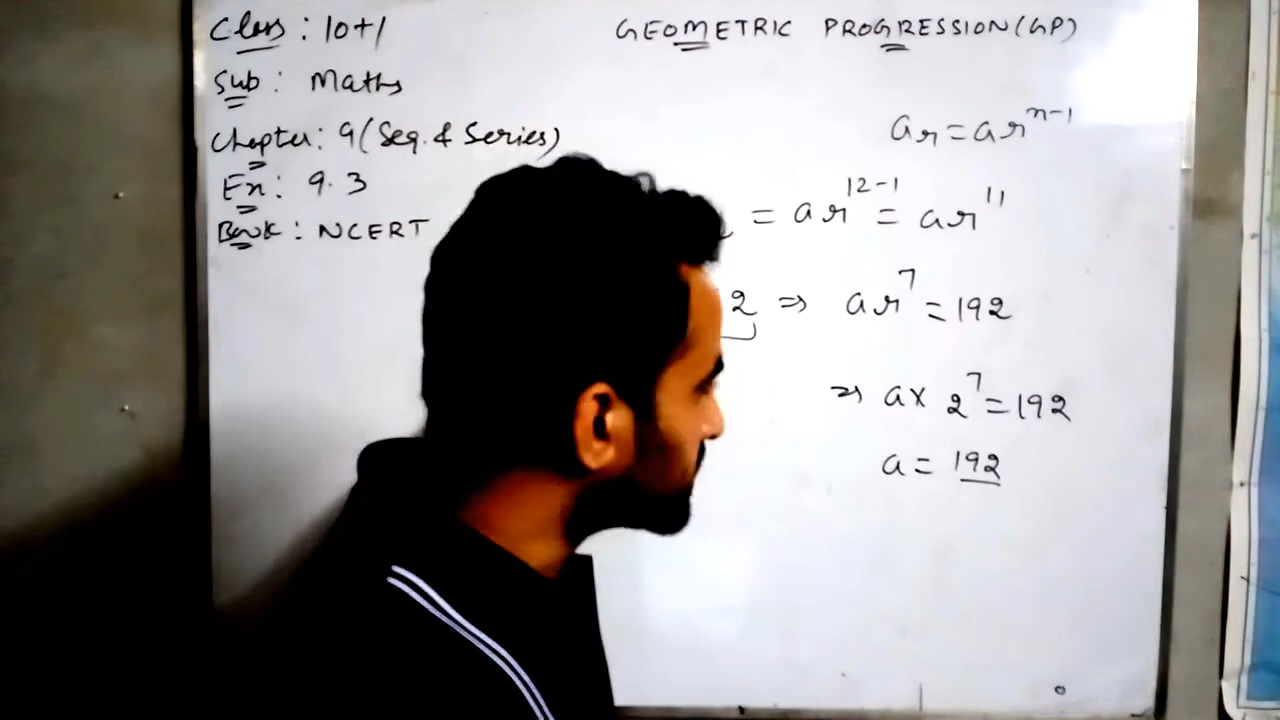 Class : 10+1
GEOMETRIC PROGRESSION (GP)
Sub : Maths
Chapter : 9 (Seq. & Series)
Ex : 9.3
Book : NCERT
an = ar^n-1
= ar^12-1 = ar^11
2 ⇒ ar^7 = 192
⇒ a x 2^7 = 192
a = 192